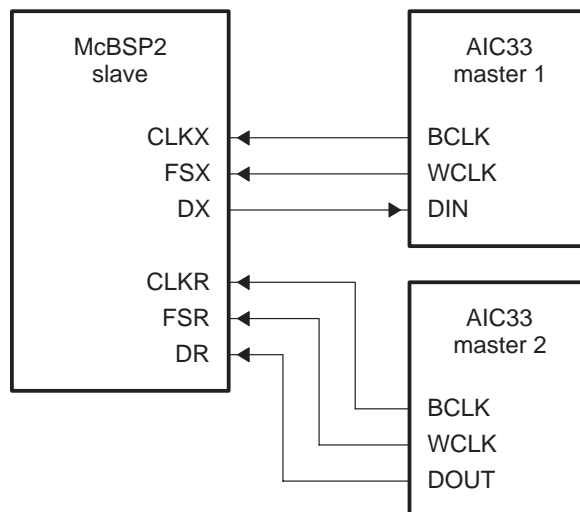 McBSP2
slave
CLKX
FSX
DX
CLKR
FSR
DR
AIC33
master 1
BCLK
WCLK
DIN
AIC33
master 2
BCLK
WCLK
DOUT